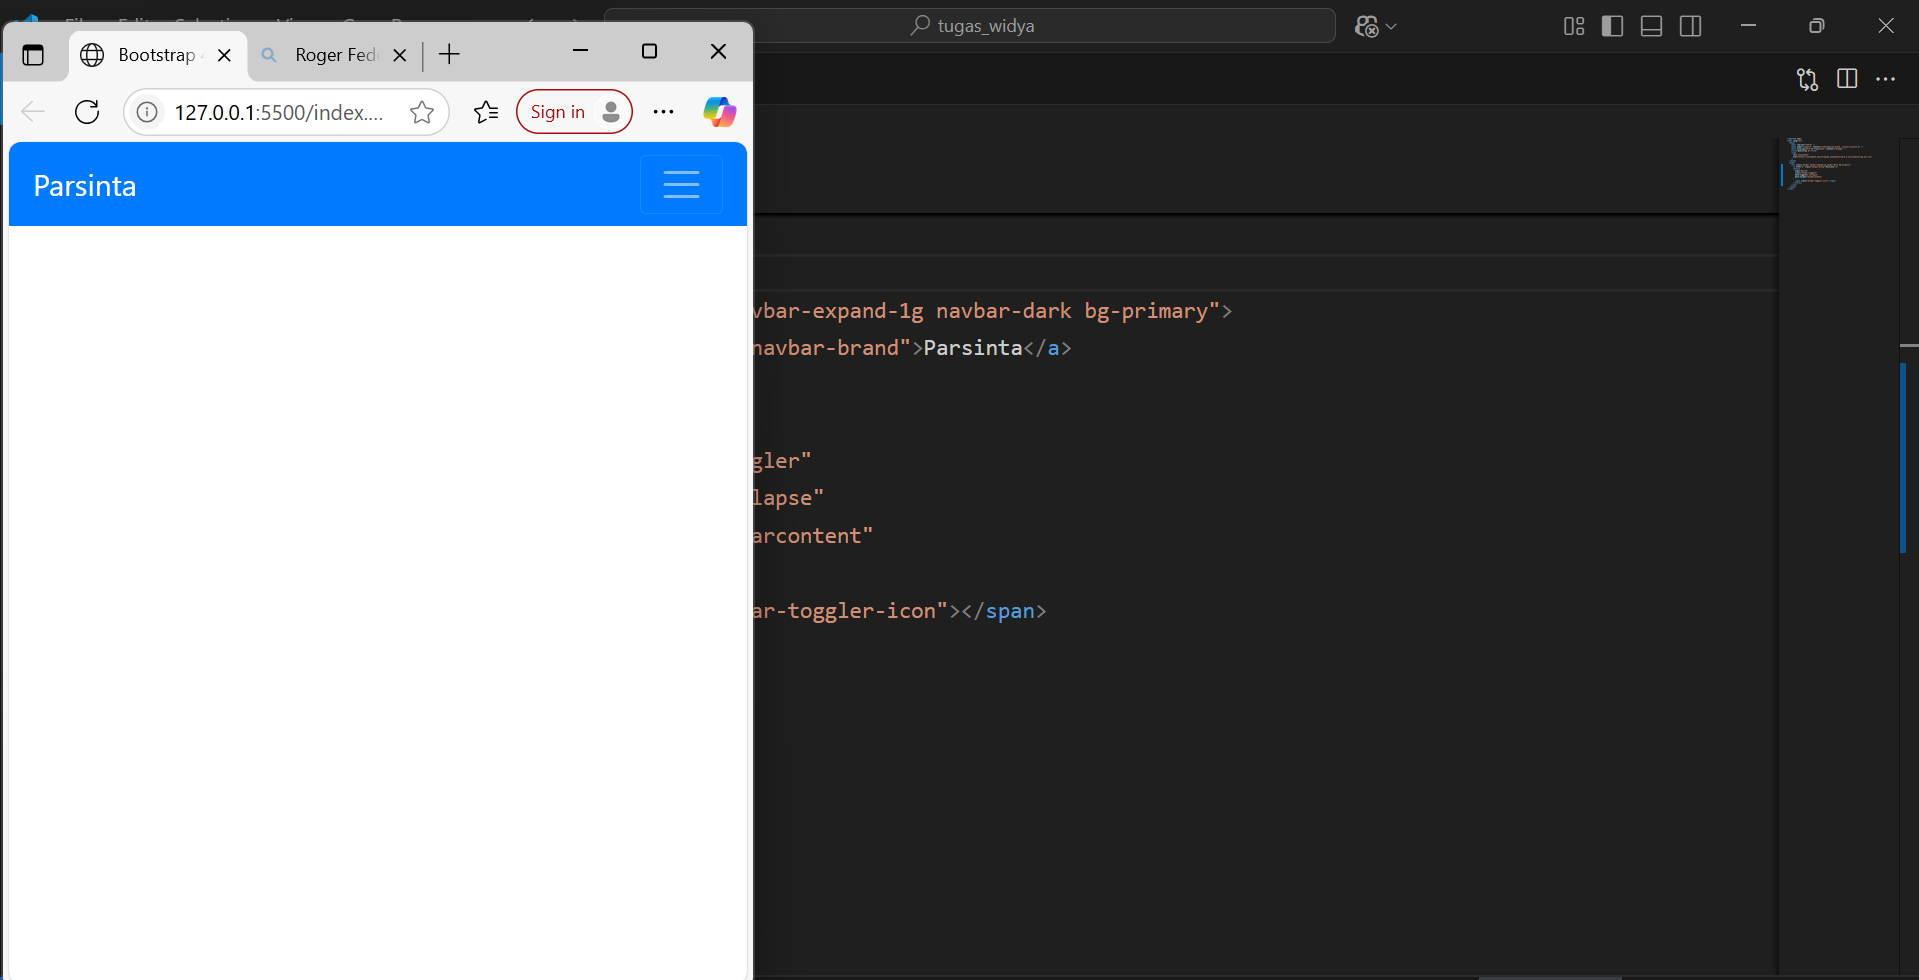 tugas_widya
Bootstrap
Roger Fed
127.0.0.1:5500/index....
Sign in
Parsinta
vbar-expand-1g navbar-dark bg-primary">
navbar-brand">Parsinta</a>
gler"
lapse"
arcontent"
ar-toggler-icon"></span>